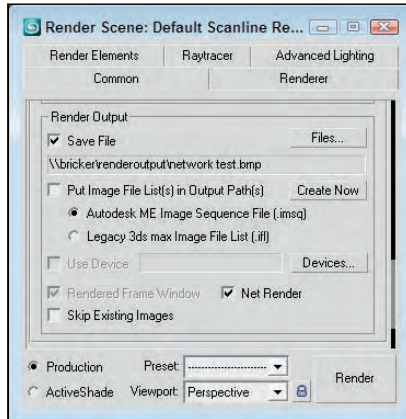 Render Scene: Default Scanline Re...
Render Elements Raytracer Advanced Lighting
Common Renderer
Render Output
Save File Files...
\\bricker\renderoutput\network test.bmp
Put Image File List(s) in Output Path(s) Create Now
Autodesk ME Image Sequence File (.imsq)
Legacy 3ds max Image File List (.ifl)
Use Device Devices...
Rendered Frame Window Net Render
Skip Existing Images
Production Preset: -------------------------
Render
ActiveShade Viewport: Perspective